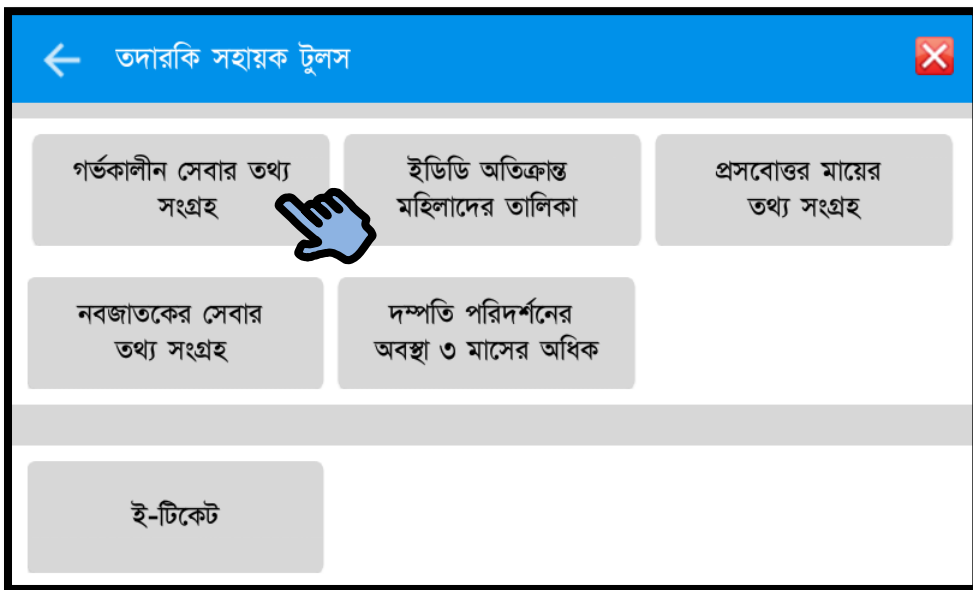 তদারকি সহায়ক টুলস
গর্ভকালীন সেবার তথ্য
সংগ্রহ
ইডিডি অতিক্রান্ত
মহিলাদের তালিকা
প্রসবোত্তর মায়ের
তথ্য সংগ্রহ
নবজাতকের সেবার
তথ্য সংগ্রহ
দম্পতি পরিদর্শনের
অবস্থা ৩ মাসের অধিক
ই-টিকেট